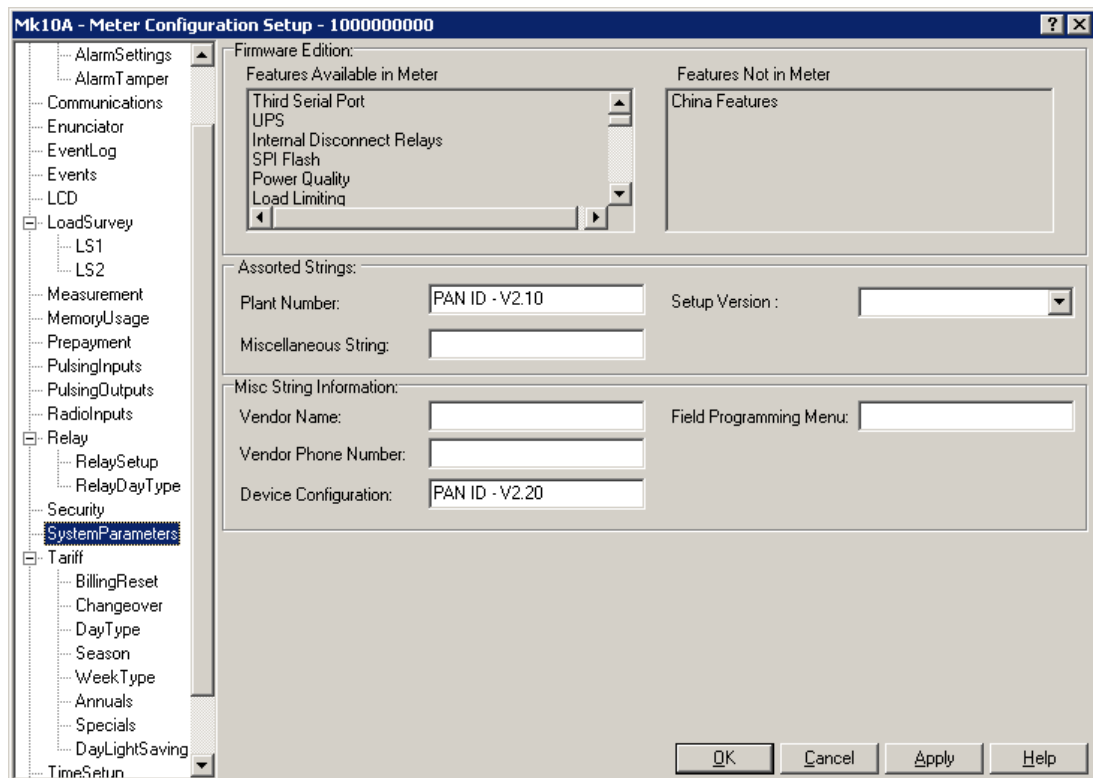 Mk10A - Meter Configuration Setup - 1000000000
AlarmSettings
AlarmTamper
Communications
Enunciator
EventLog
Events
LCD
LoadSurvey
LS1
LS2
Measurement
MemoryUsage
Prepayment
PulsingInputs
PulsingOutputs
RadioInputs
Relay
RelaySetup
RelayDayType
Security
SystemParameters
Tariff
BillingReset
Changeover
DayType
Season
WeekType
Annuals
Specials
DayLightSaving
TimeSetup
Firmware Edition:
Features Available in Meter
Third Serial Port
UPS
Internal Disconnect Relays
SPI Flash
Power Quality
Load Limiting
Features Not in Meter
China Features
Assorted Strings:
Plant Number: PAN ID - V2.10
Setup Version :
Miscellaneous String:
Misc String Information:
Vendor Name:
Field Programming Menu:
Vendor Phone Number:
Device Configuration: PAN ID - V2.20
OK Cancel Apply Help